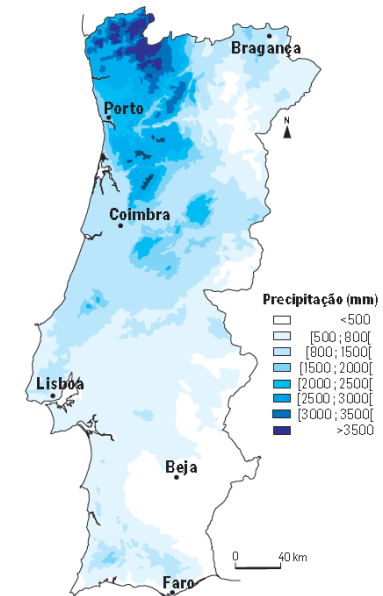 Bragança
Porto
N
Coimbra
Precipitação (mm)
<500
[500 ; 800[
[800 ; 1500[
[1500 ; 2000[
[2000 ; 2500[
[2500 ; 3000[
[3000 ; 3500[
>3500
Lisboa
Beja
0 40 km
Faro